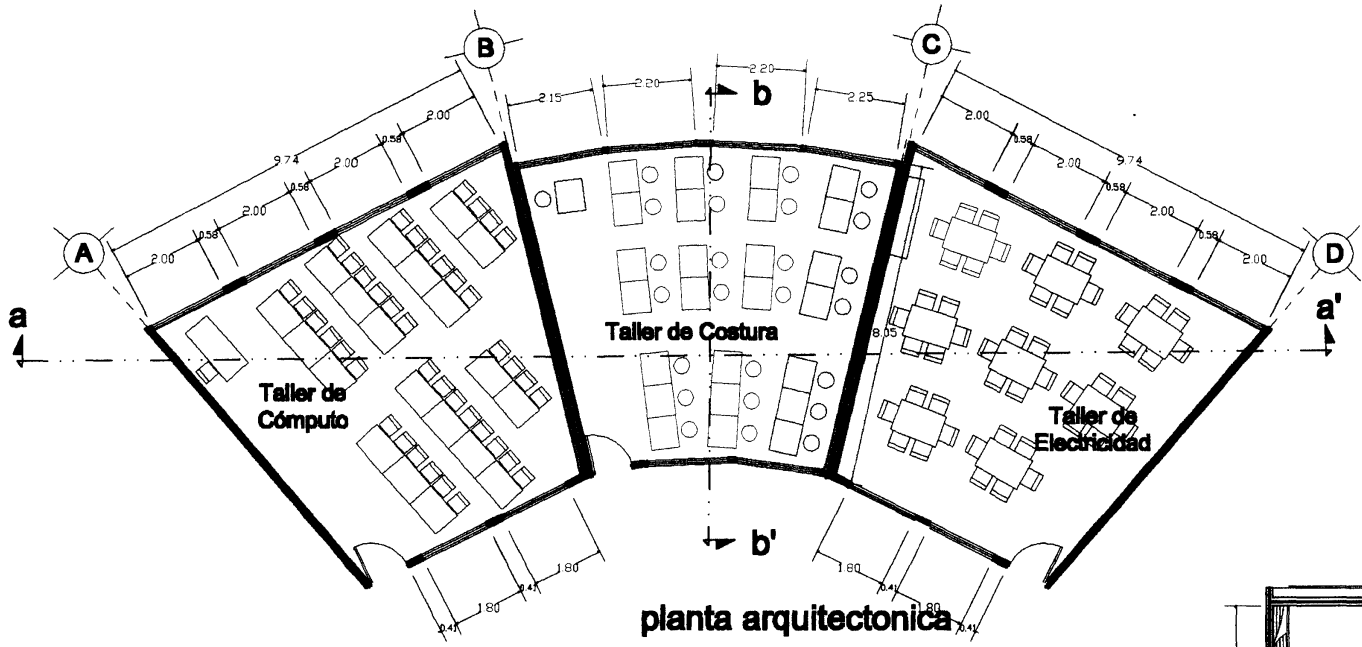 B
C
2.20
2.20
b
2.15
2.25
2.00
0.58
2.00
0.58
2.00
0.58
2.00
9.74
2.00
0.58
2.00
0.58
2.00
0.58
2.00
9.74
A
D
a
a'
Taller de Costura
8.05
Taller de
Cómputo
Taller de
Electricidad
b'
1.80
0.41
1.80
0.41
1.80
0.41
1.80
0.41
planta arquitectonica